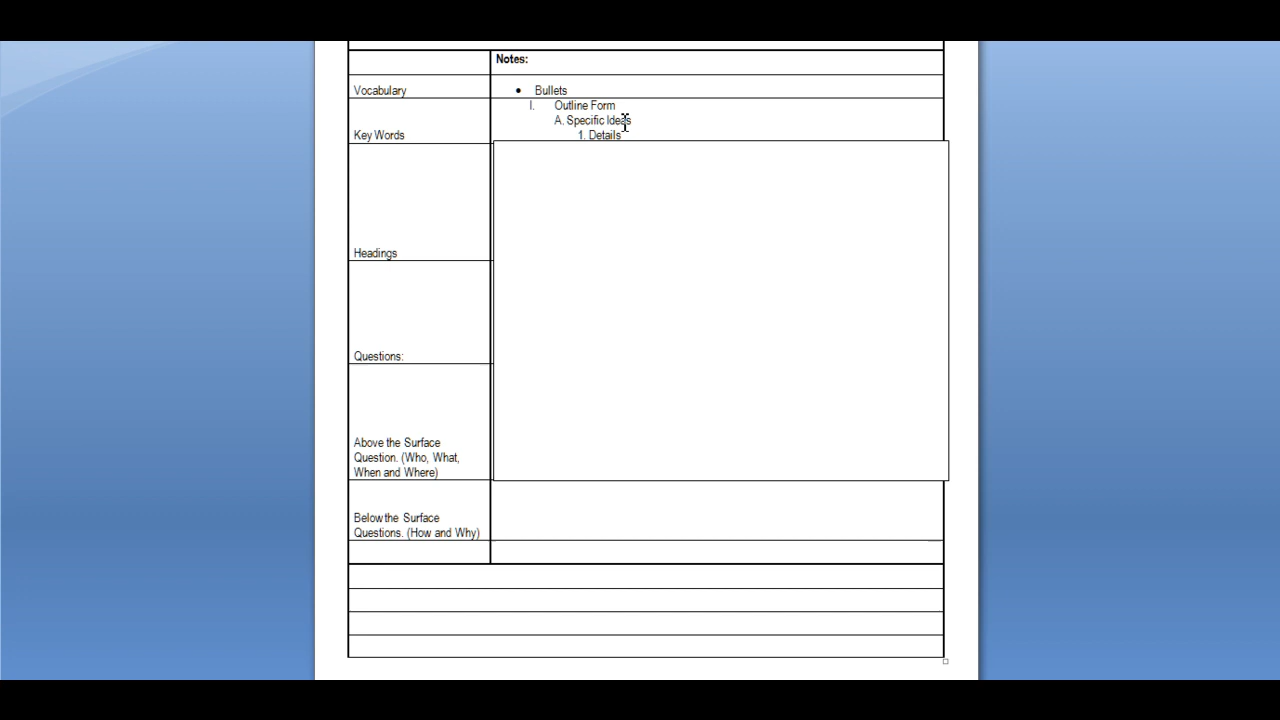 Notes:
Vocabulary
• Bullets
I. Outline Form
A. Specific Ideas
Key Words
1. Details
Headings
Questions:
Above the Surface
Question. (Who, What,
When and Where)
Below the Surface
Questions. (How and Why)